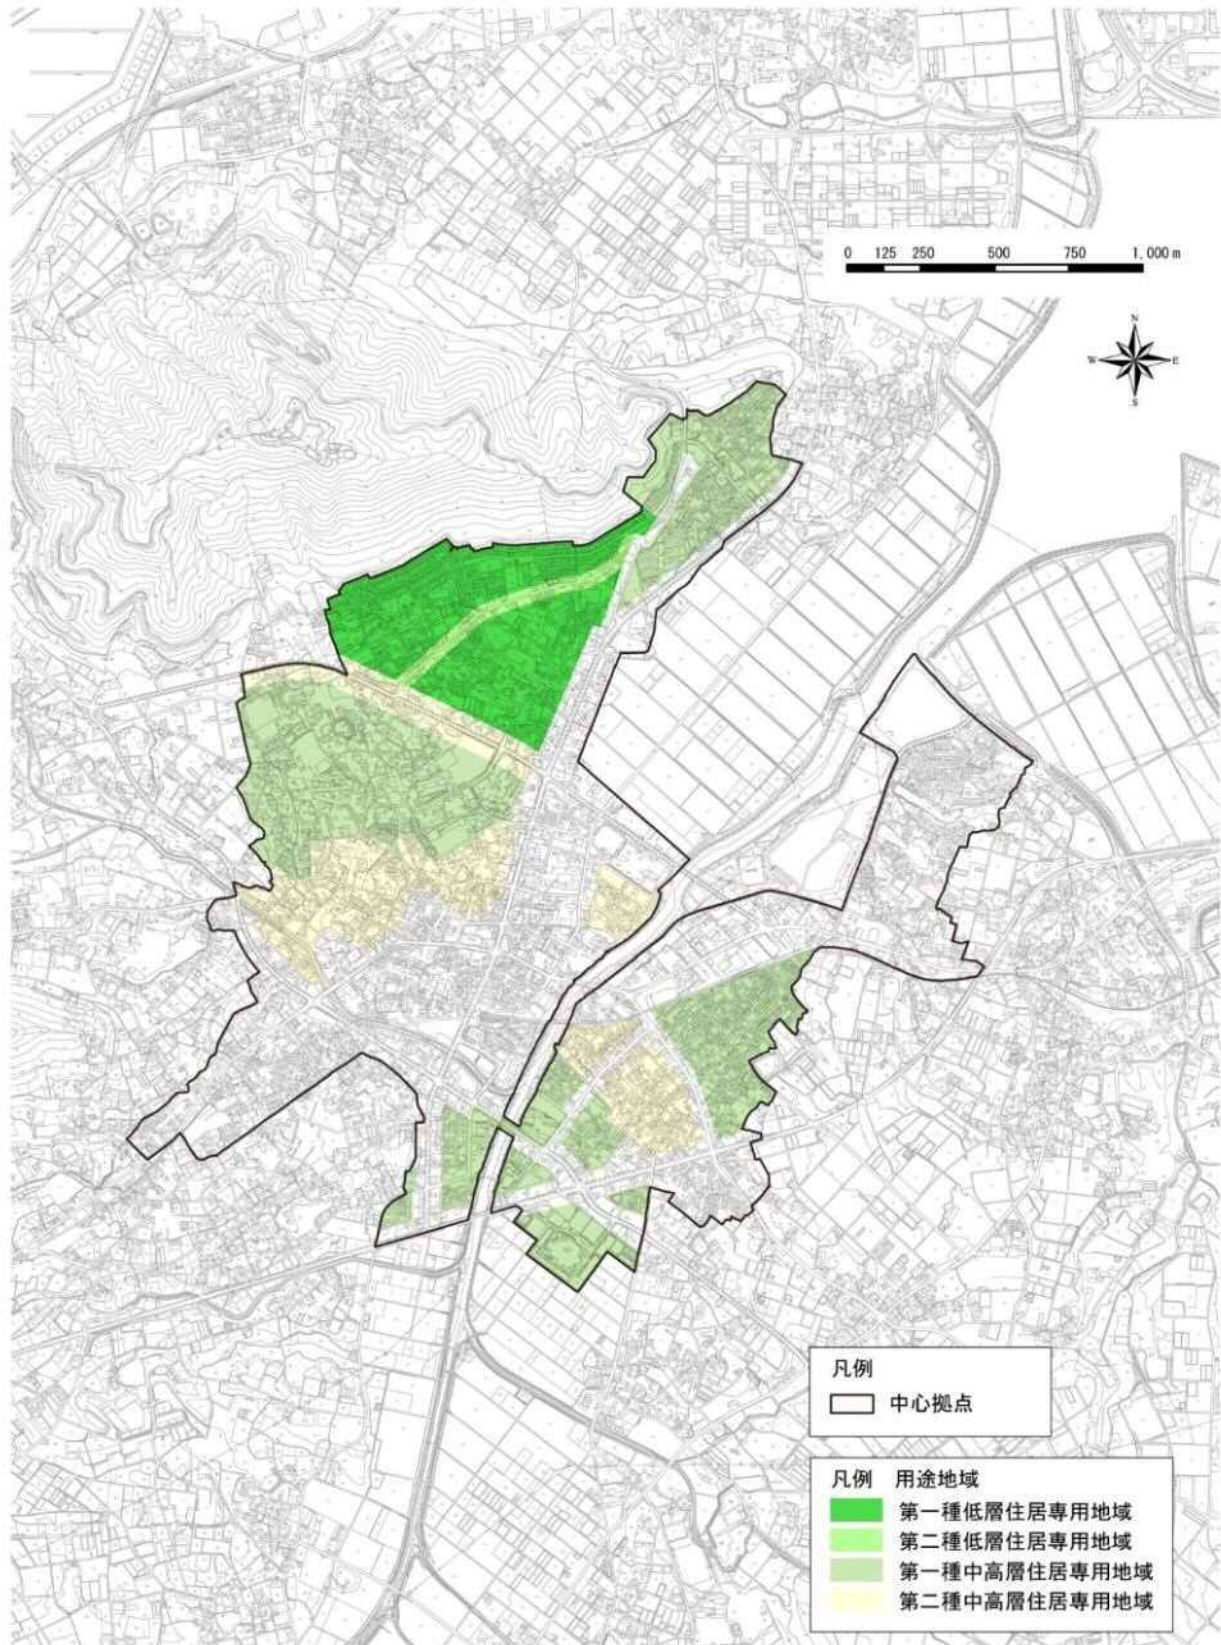 0 125 250 500 750 1,000m
N
W E
S
凡例
中心拠点
凡例 用途地域
第一種低層住居専用地域
第二種低層住居専用地域
第一種中高層住居専用地域
第二種中高層住居専用地域